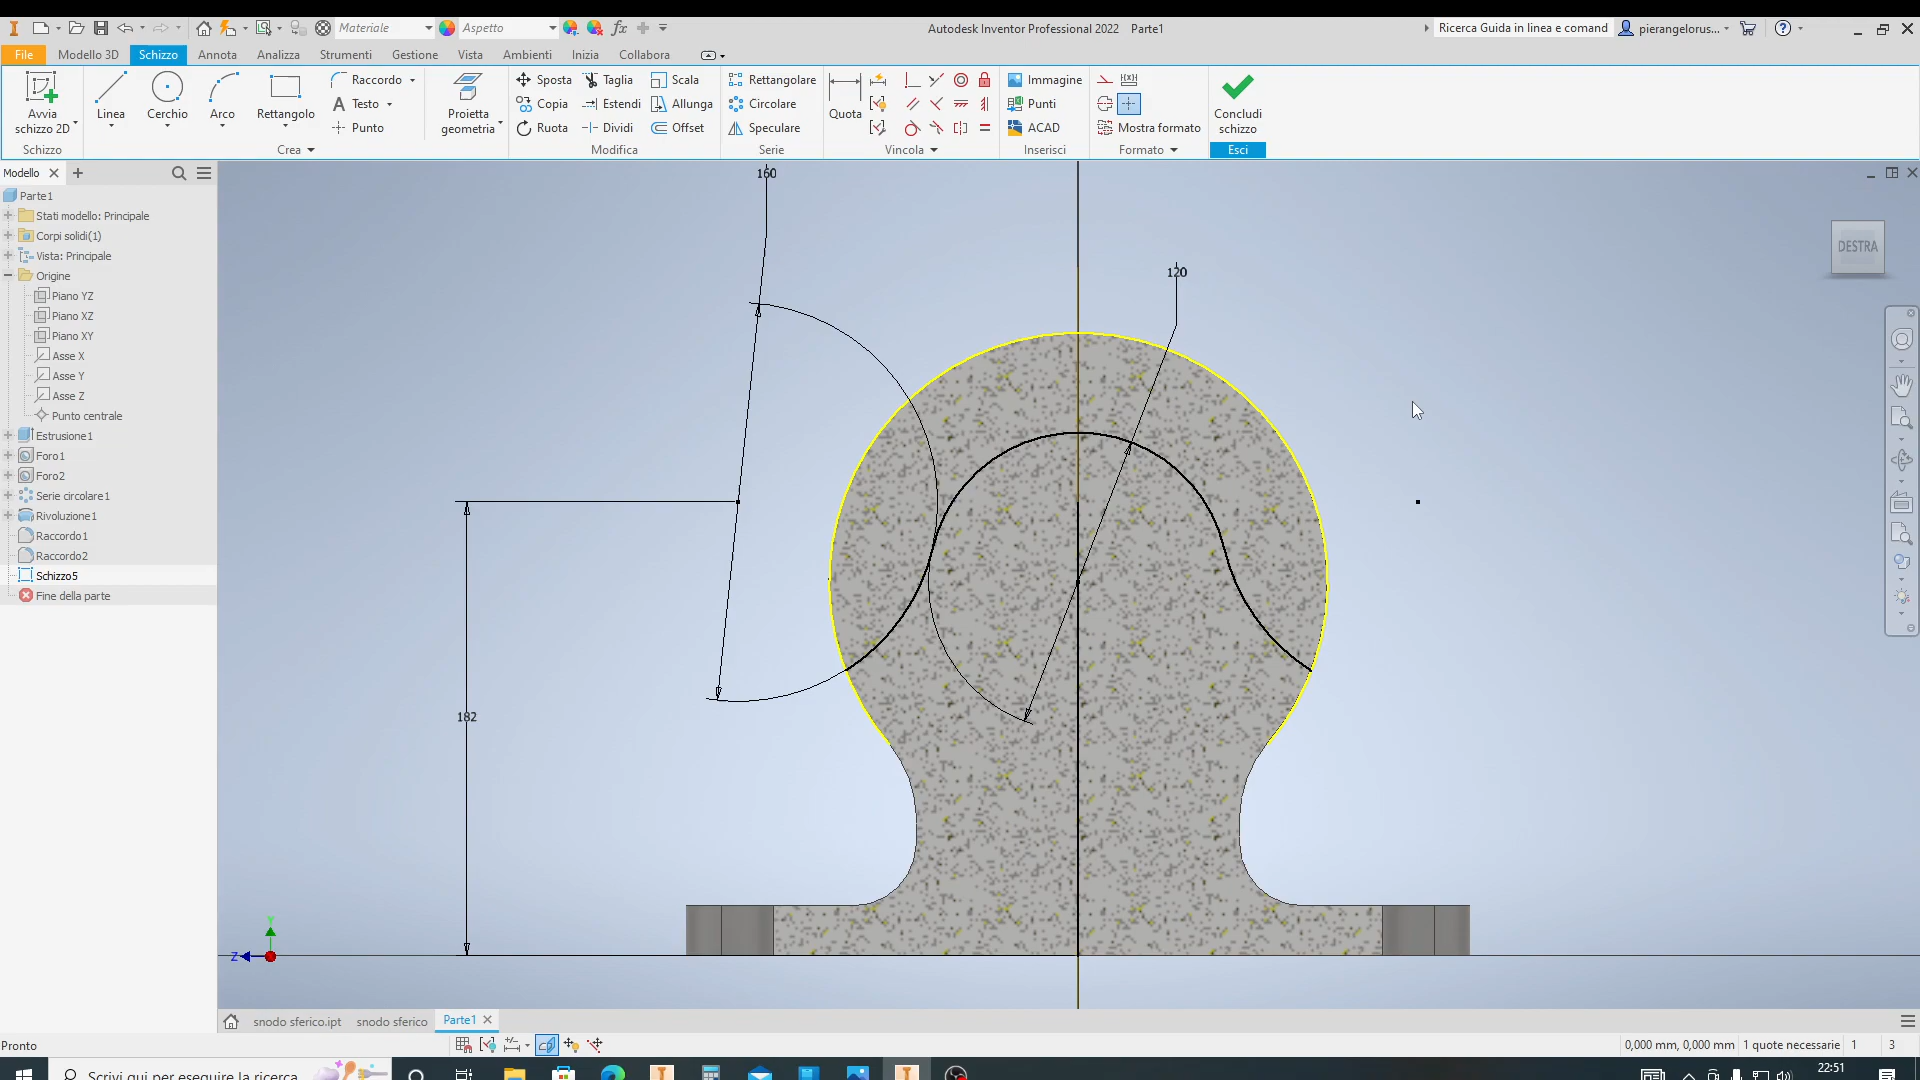 Materiale
Aspetto
Autodesk Inventor Professional 2022   Parte1
Ricerca Guida in linea e comand
pierangelorus...
File
Modello 3D
Schizzo
Annota
Analizza
Strumenti
Gestione
Vista
Ambienti
Inizia
Collabora
Avvia
schizzo 2D
Linea
Cerchio
Arco
Rettangolo
Raccordo
Testo
Punto
Proietta
geometria
Sposta
Copia
Ruota
Taglia
Estendi
Dividi
Scala
Allunga
Offset
Rettangolare
Circolare
Speculare
Quota
Immagine
Punti
ACAD
Mostra formato
Concludi
schizzo
Schizzo
Crea
Modifica
Serie
Vincola
Inserisci
Formato
Esci
Modello
Parte1
Stati modello: Principale
Corpi solidi(1)
Vista: Principale
Origine
Piano YZ
Piano XZ
Piano XY
Asse X
Asse Y
Asse Z
Punto centrale
Estrusione1
Foro1
Foro2
Serie circolare1
Rivoluzione1
Raccordo1
Raccordo2
Schizzo5
Fine della parte
160
120
DESTRA
182
Y
Z
snodo sferico.ipt
snodo sferico
Parte1
Pronto
0,000 mm, 0,000 mm
1 quote necessarie
1
3
Scrivi qui per eseguire la ricerca
22:51